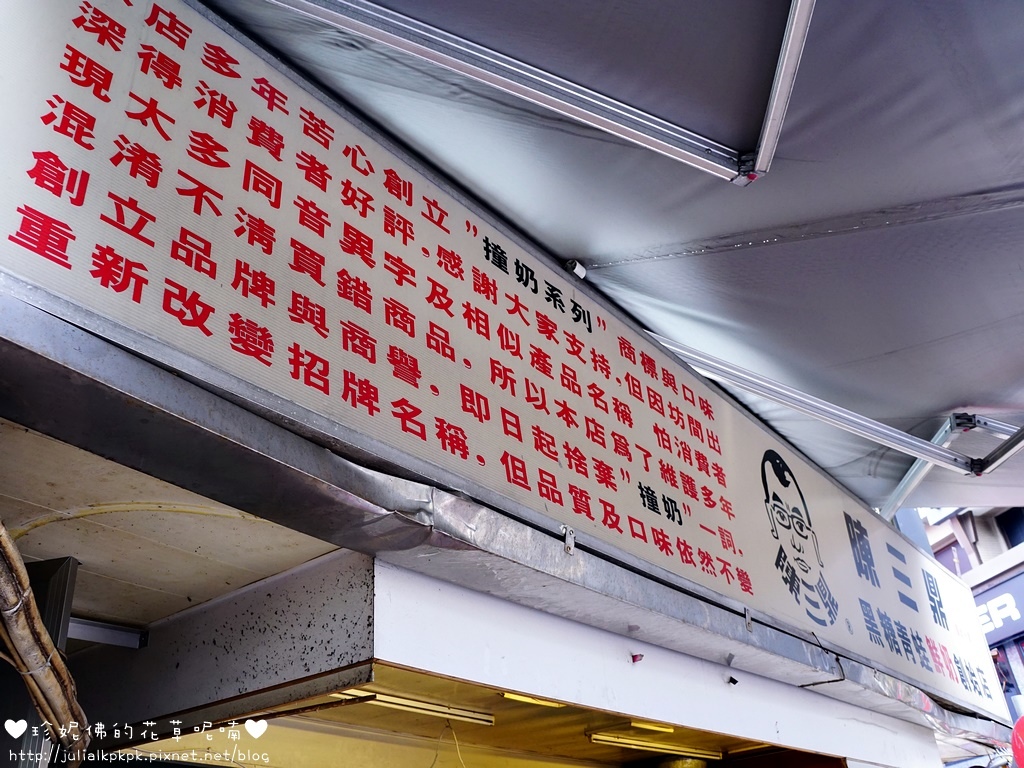 店多年苦心創立”撞奶系列”商標與口味
深得消費者好評。感謝大家支持，但因坊間出
現太多同音異字及相似產品名稱 怕消費者
混淆不清買錯商品。所以本店為了維護多年
創立品牌與商譽。即日起捨棄”撞奶”一詞。
重新改變招牌名稱。但品質及口味依然不變
陳三鼎
®
陳三鼎
黑糖青蛙鮮奶創始店
ER
♥珍妮佛的花草呢喃♥
http://julialkpkpk.pixnet.net/blog